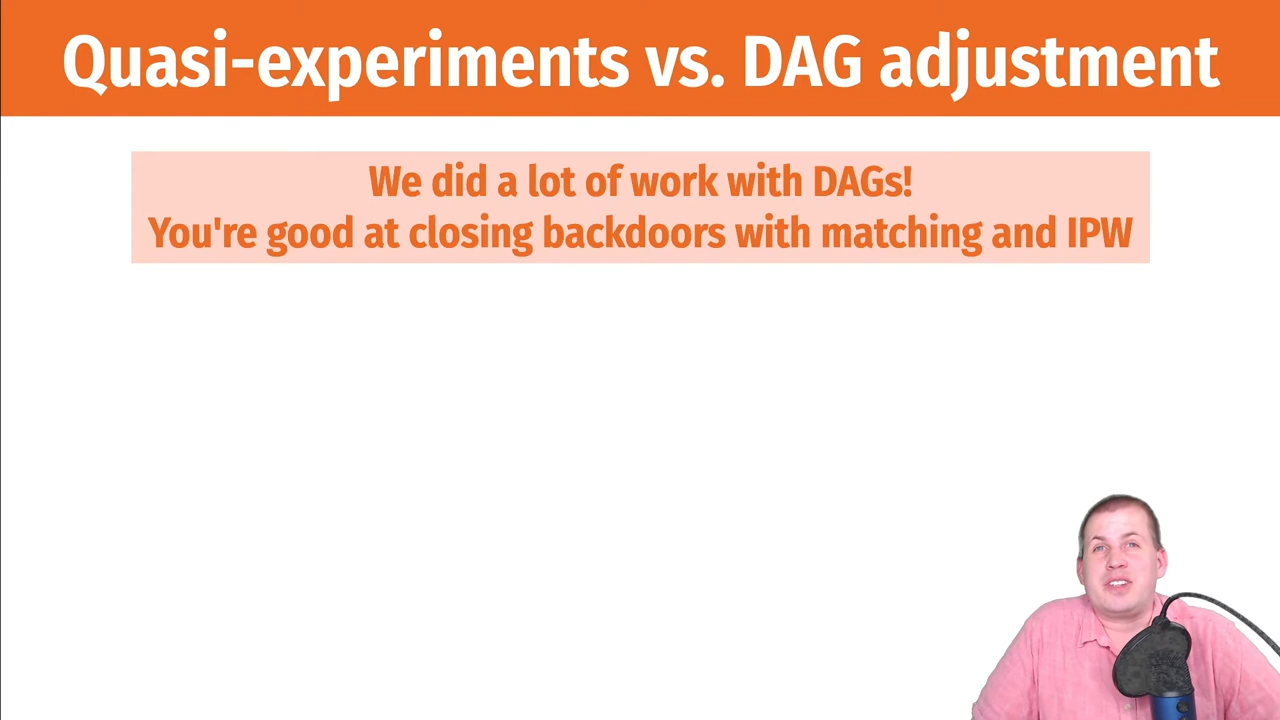 Quasi-experiments vs. DAG adjustment
We did a lot of work with DAGs!
You're good at closing backdoors with matching and IPW